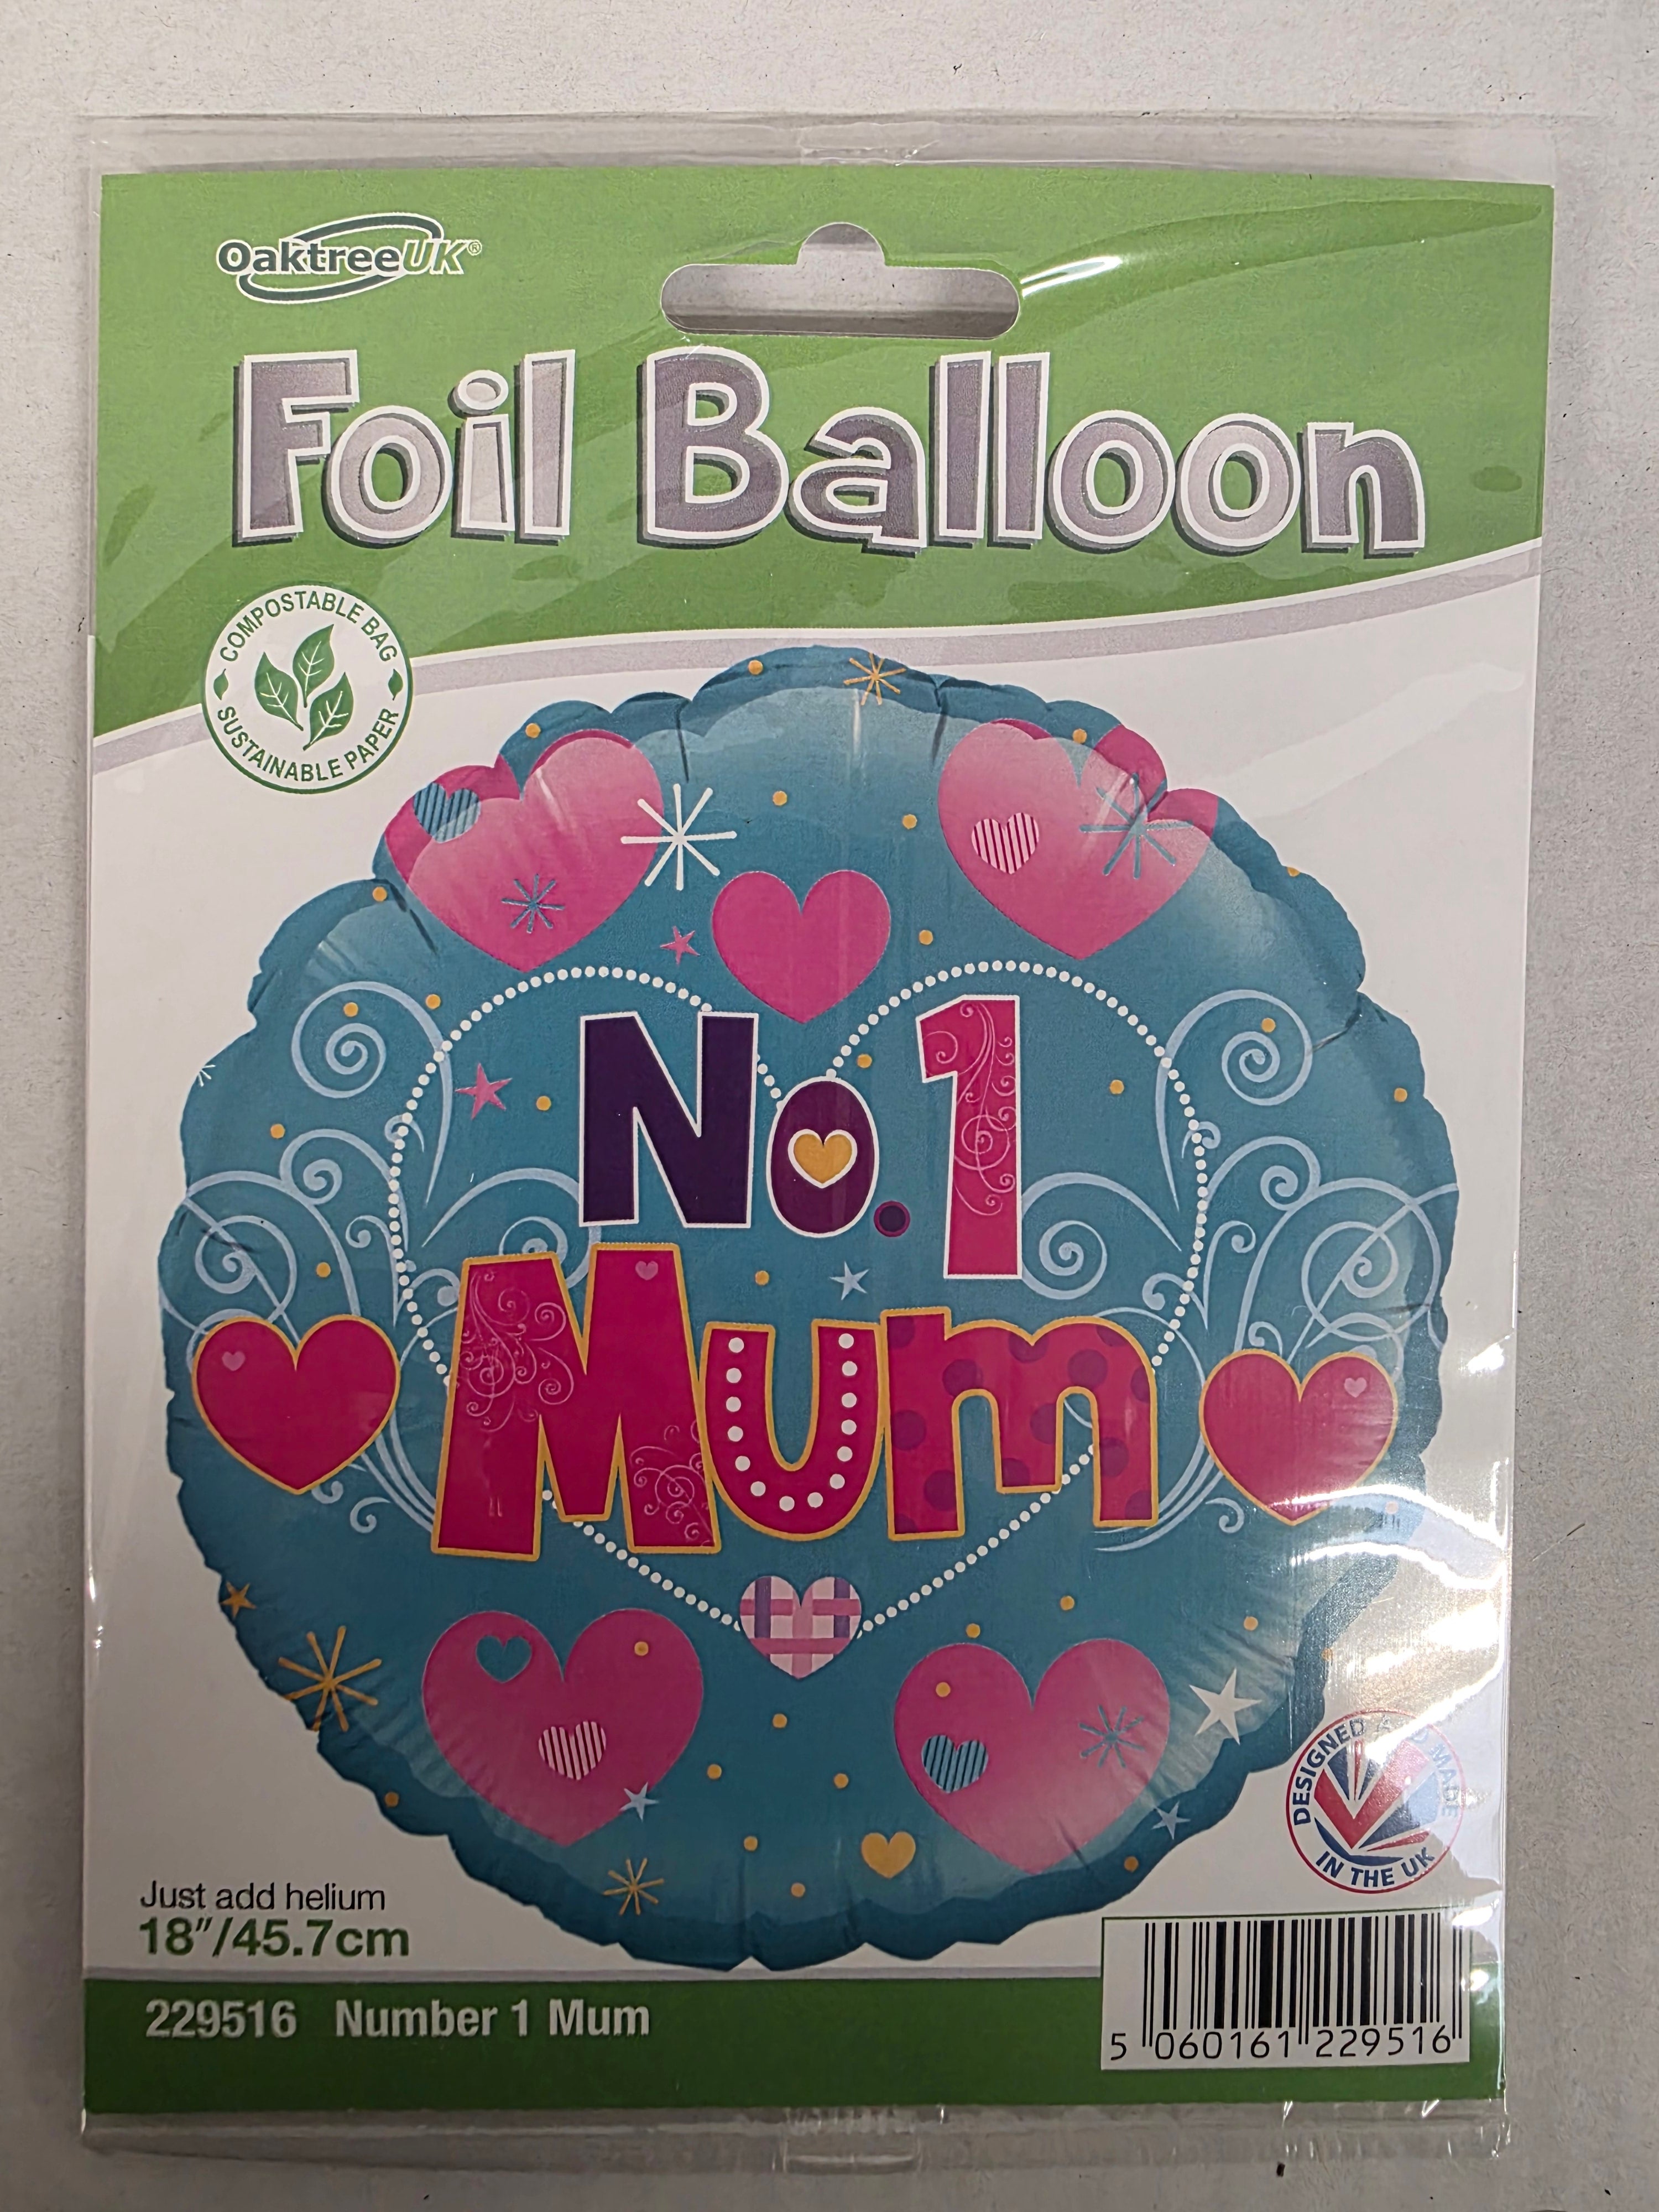 OaktreeUK®
Foil Balloon
COMPOSTABLE BAG
SUSTAINABLE PAPER
No.1
Mum
DESIGNED AND MADE
IN THE UK
Just add helium
18"/45.7cm
229516 Number 1 Mum
5 060161 229516